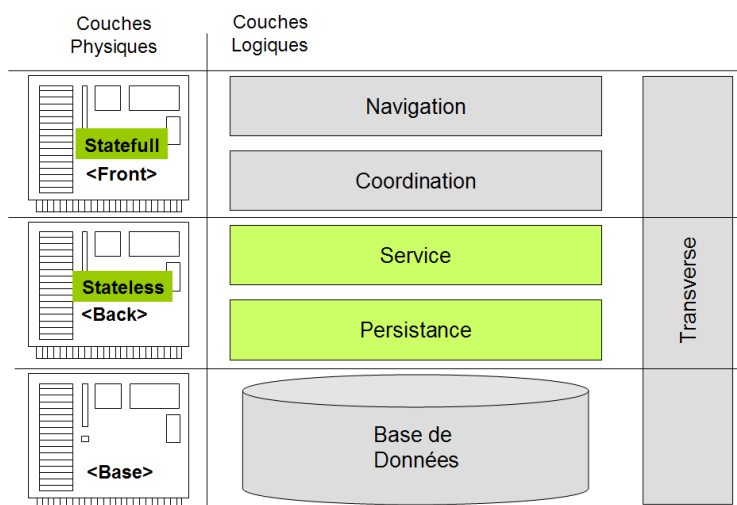 Couches
Physiques
Couches
Logiques
Statefull
<Front>
Navigation
Coordination
Stateless
<Back>
Service
Persistance
Transverse
<Base>
Base de
Données